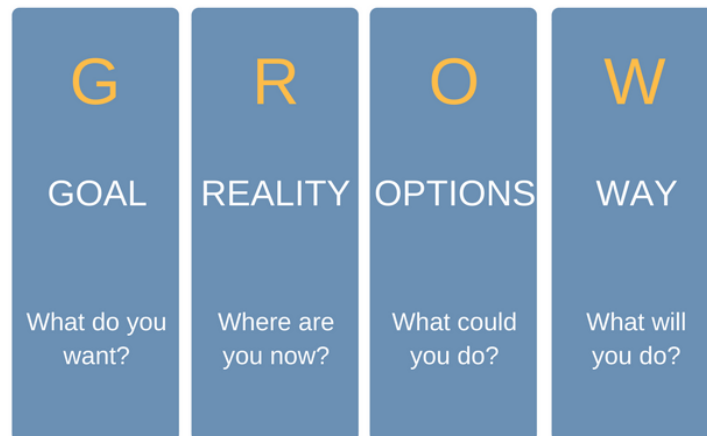 G
GOAL
What do you
want?
R
REALITY
Where are
you now?
O
OPTIONS
What could
you do?
W
WAY
What will
you do?